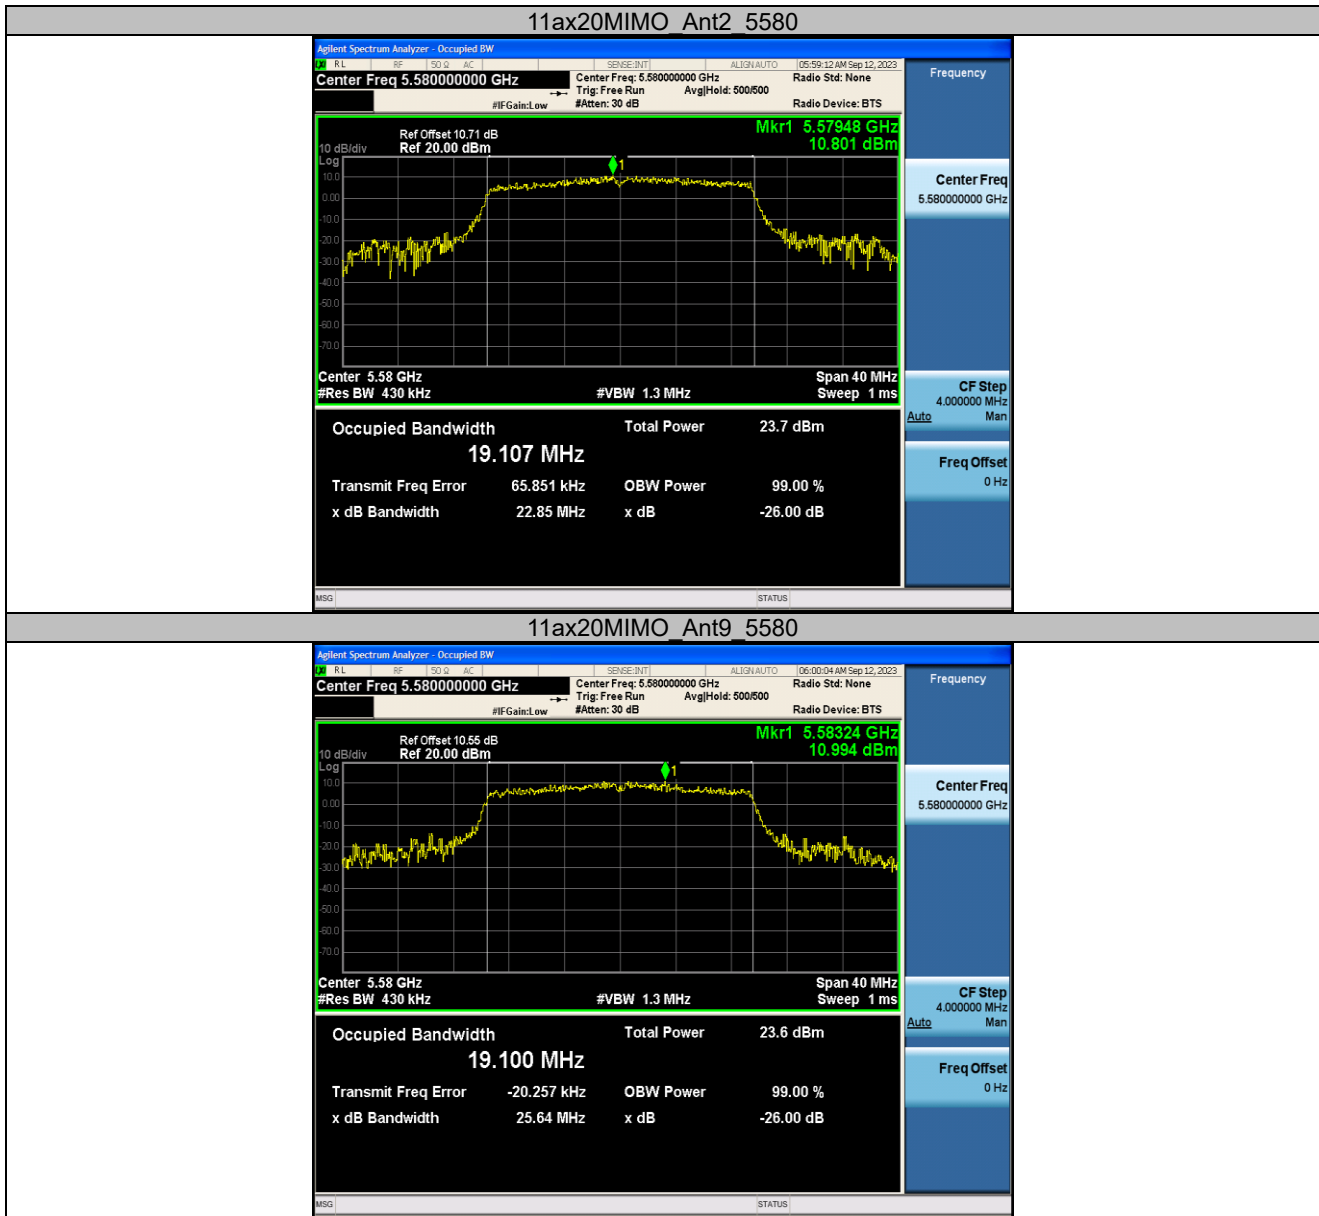 11ax20MIMO_Ant2_5580
Agilent Spectrum Analyzer - Occupied BW
RL RF 50 Ω AC SENSE:INT ALIGN AUTO 05:59:12 AM Sep 12, 2023
Center Freq 5.580000000 GHz
Center Freq: 5.580000000 GHz
Radio Std: None
Trig: Free Run Avg|Hold: 500/500
#IFGain:Low #Atten: 30 dB Radio Device: BTS
Frequency
Mkr1 5.57948 GHz
10.801 dBm
Ref Offset 10.71 dB
10 dB/div Ref 20.00 dBm
Log
1
10.0
0.00
-10.0
-20.0
-30.0
-40.0
-50.0
-60.0
-70.0
Center 5.58 GHz Span 40 MHz
#Res BW 430 kHz #VBW 1.3 MHz Sweep 1 ms
Occupied Bandwidth Total Power 23.7 dBm
19.107 MHz
Transmit Freq Error 65.851 kHz OBW Power 99.00 %
x dB Bandwidth 22.85 MHz x dB -26.00 dB
Center Freq
5.580000000 GHz
CF Step
4.000000 MHz
Auto Man
Freq Offset
0 Hz
MSG STATUS
11ax20MIMO_Ant9_5580
Agilent Spectrum Analyzer - Occupied BW
RL RF 50 Ω AC SENSE:INT ALIGN AUTO 06:00:04 AM Sep 12, 2023
Center Freq 5.580000000 GHz
Center Freq: 5.580000000 GHz
Radio Std: None
Trig: Free Run Avg|Hold: 500/500
#IFGain:Low #Atten: 30 dB Radio Device: BTS
Frequency
Mkr1 5.58324 GHz
10.994 dBm
Ref Offset 10.55 dB
10 dB/div Ref 20.00 dBm
Log
1
10.0
0.00
-10.0
-20.0
-30.0
-40.0
-50.0
-60.0
-70.0
Center 5.58 GHz Span 40 MHz
#Res BW 430 kHz #VBW 1.3 MHz Sweep 1 ms
Occupied Bandwidth Total Power 23.6 dBm
19.100 MHz
Transmit Freq Error -20.257 kHz OBW Power 99.00 %
x dB Bandwidth 25.64 MHz x dB -26.00 dB
Center Freq
5.580000000 GHz
CF Step
4.000000 MHz
Auto Man
Freq Offset
0 Hz
MSG STATUS